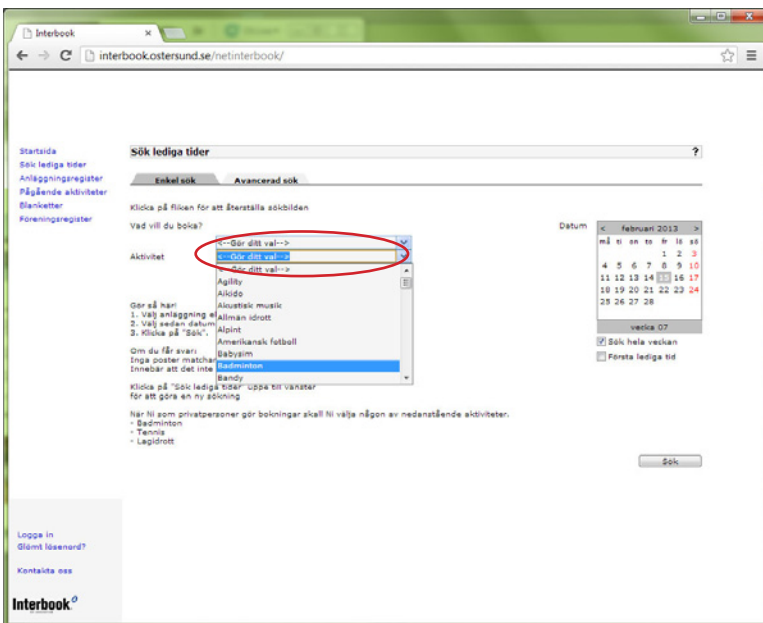 Interbook
interbook.ostersund.se/netinterbook/
Startsida
Sök lediga tider
Anläggningsregister
Pågående aktiviteter
Blanketter
Föreningsregister
Sök lediga tider ?
Enkel sök Avancerad sök
Klicka på fliken för att återställa sökbilden
Vad vill du boka?
<--Gör ditt val-->
Aktivitet <--Gör ditt val-->
<--Gör ditt val-->
Agility
Aikido
Akustisk musik
Allmän idrott
Alpint
Amerikansk fotboll
Babysim
Badminton
Bandy
Datum
< februari 2013 >
må ti on to fr lö sö
1 2 3
4 5 6 7 8 9 10
11 12 13 14 15 16 17
18 19 20 21 22 23 24
25 26 27 28
vecka 07
Sök hela veckan
Första lediga tid
Gör så här!
1. Välj anläggning
2. Välj sedan datum
3. Klicka på "Sök".
Om du får svar:
Inga poster matchar
Innebär att det inte
Klicka på "Sök lediga tider" uppe till vänster
för att göra en ny sökning
När Ni som privatpersoner gör bokningar skall Ni välja någon av nedanstående aktiviteter.
- Badminton
- Tennis
- Lagidrott
Sök
Logga in
Glömt lösenord?
Kontakta oss
Interbook